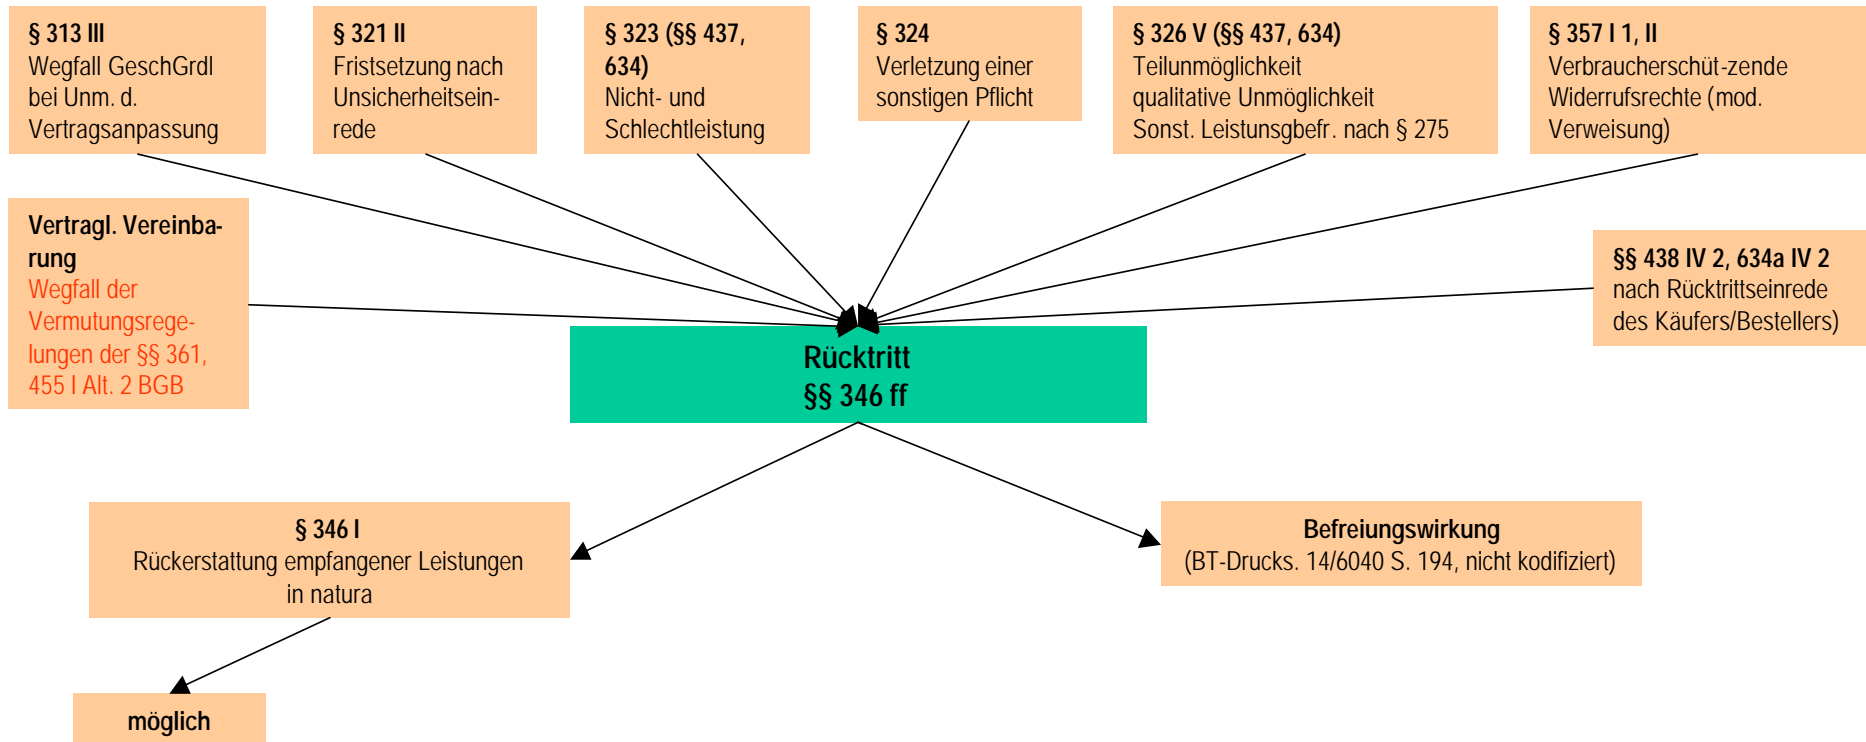 § 313 III
Wegfall GeschGrdl
bei Unm. d.
Vertragsanpassung
§ 321 II
Fristsetzung nach
Unsicherheitsein-
rede
§ 323 (§§ 437,
634)
Nicht- und
Schlechtleistung
§ 324
Verletzung einer
sonstigen Pflicht
§ 326 V (§§ 437, 634)
Teilunmöglichkeit
qualitative Unmöglichkeit
Sonst. Leistunsgbefr. nach § 275
§ 357 I 1, II
Verbraucherschüt-zende
Widerrufsrechte (mod.
Verweisung)
Vertragl. Vereinba-
rung
Wegfall der
Vermutungsrege-
lungen der §§ 361,
455 I Alt. 2 BGB
§§ 438 IV 2, 634a IV 2
nach Rücktrittseinrede
des Käufers/Bestellers)
Rücktritt
§§ 346 ff
§ 346 I
Rückerstattung empfangener Leistungen
in natura
Befreiungswirkung
(BT-Drucks. 14/6040 S. 194, nicht kodifiziert)
möglich